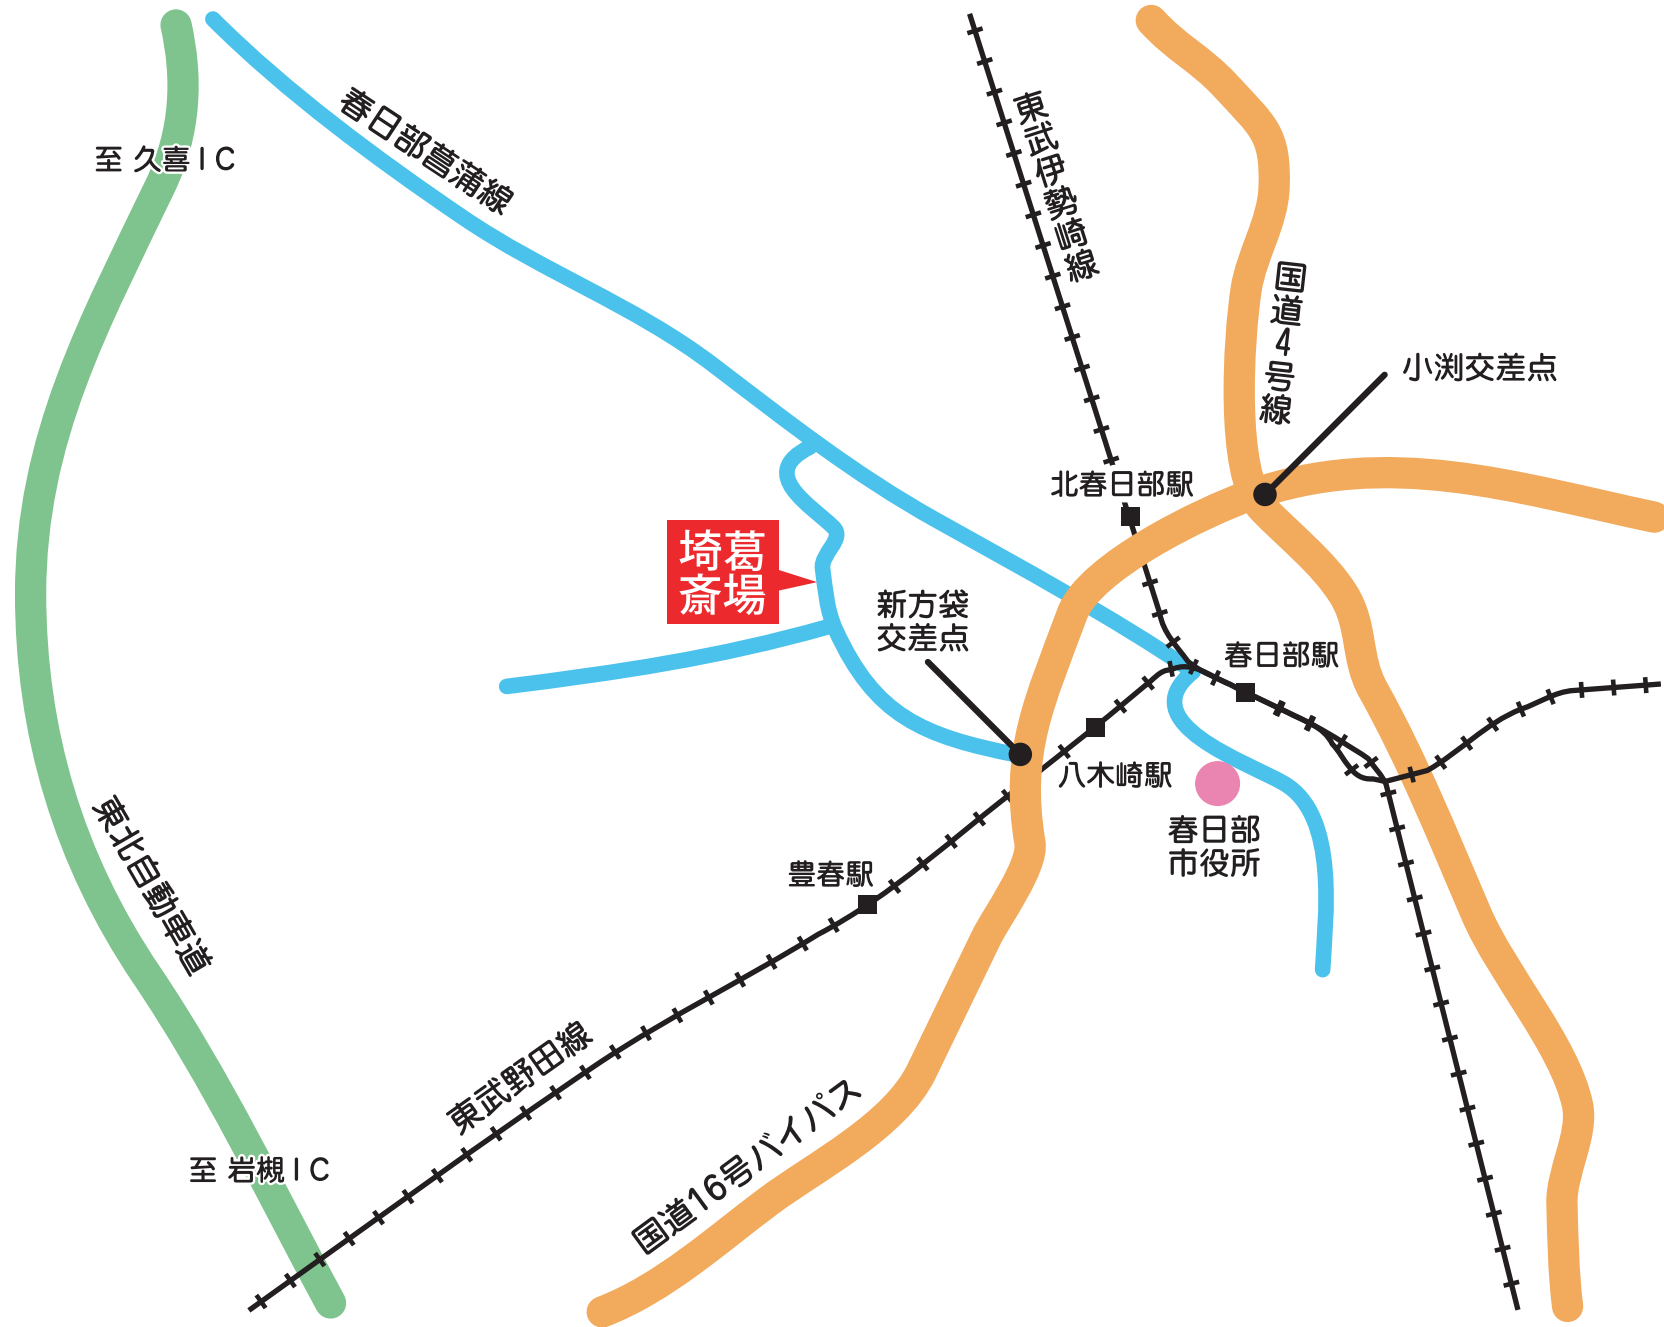 至 久喜IC
春日部菖蒲線
東武伊勢崎線
国道4号線
小渕交差点
北春日部駅
埼葛
斎場
新方袋
交差点
春日部駅
八木崎駅
春日部
市役所
東北自動車道
豊春駅
東武野田線
国道16号バイパス
至 岩槻IC